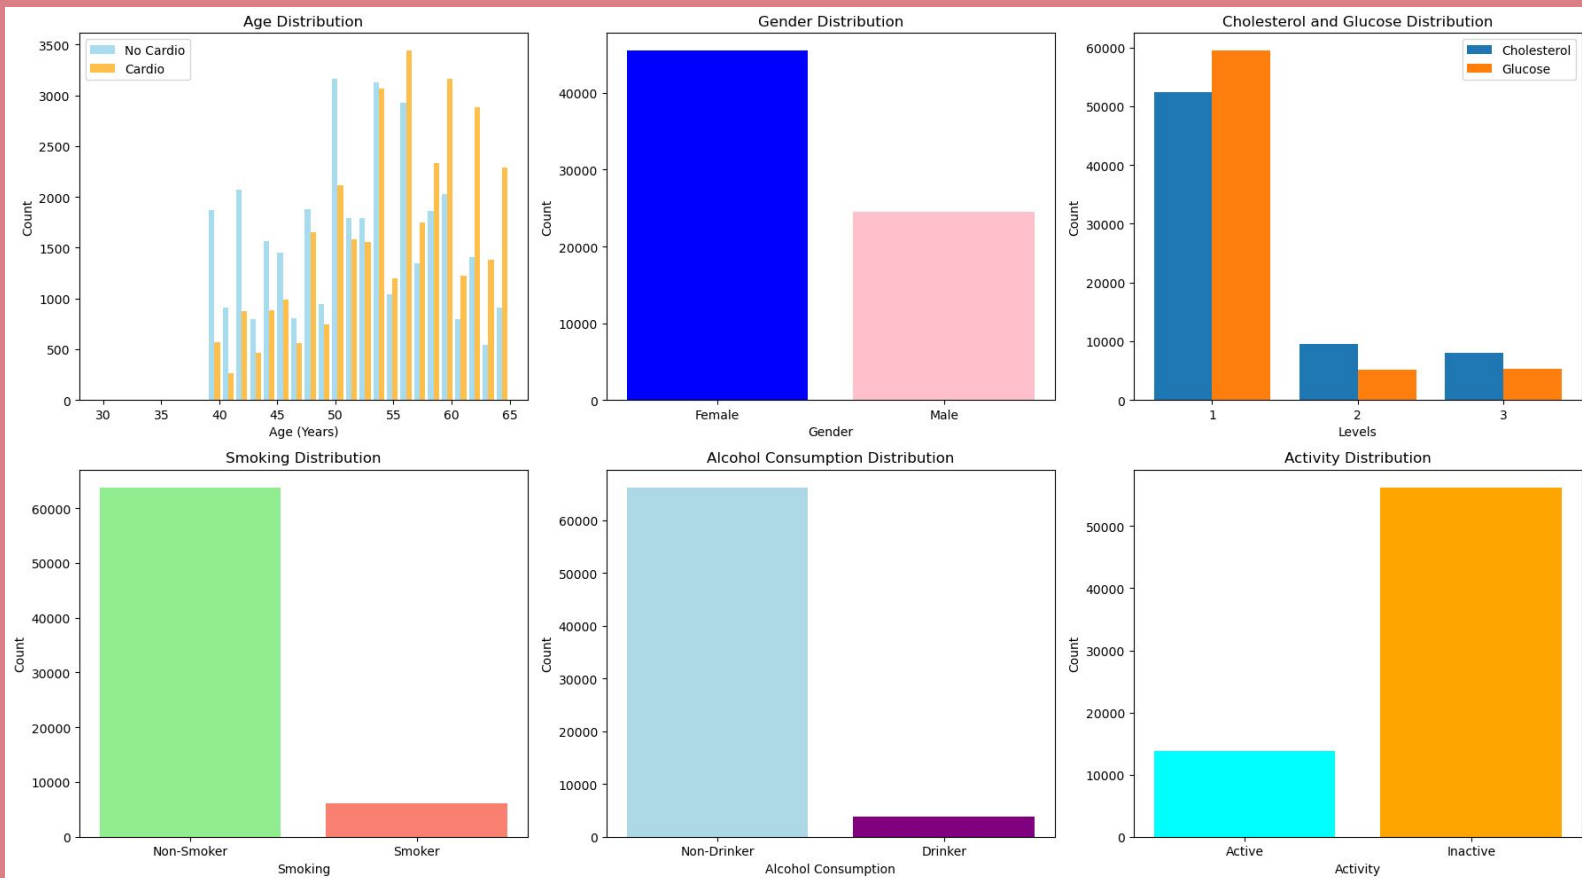 Age Distribution
No Cardio
Cardio
3500
3000
2500
2000
1500
1000
500
0
Count
30 35 40 45 50 55 60 65
Age (Years)
Gender Distribution
40000
30000
20000
10000
0
Count
Female Male
Gender
Cholesterol and Glucose Distribution
Cholesterol
Glucose
60000
50000
40000
30000
20000
10000
0
Count
1 2 3
Levels
Smoking Distribution
60000
50000
40000
30000
20000
10000
0
Count
Non-Smoker Smoker
Smoking
Alcohol Consumption Distribution
60000
50000
40000
30000
20000
10000
0
Count
Non-Drinker Drinker
Alcohol Consumption
Activity Distribution
50000
40000
30000
20000
10000
0
Count
Active Inactive
Activity